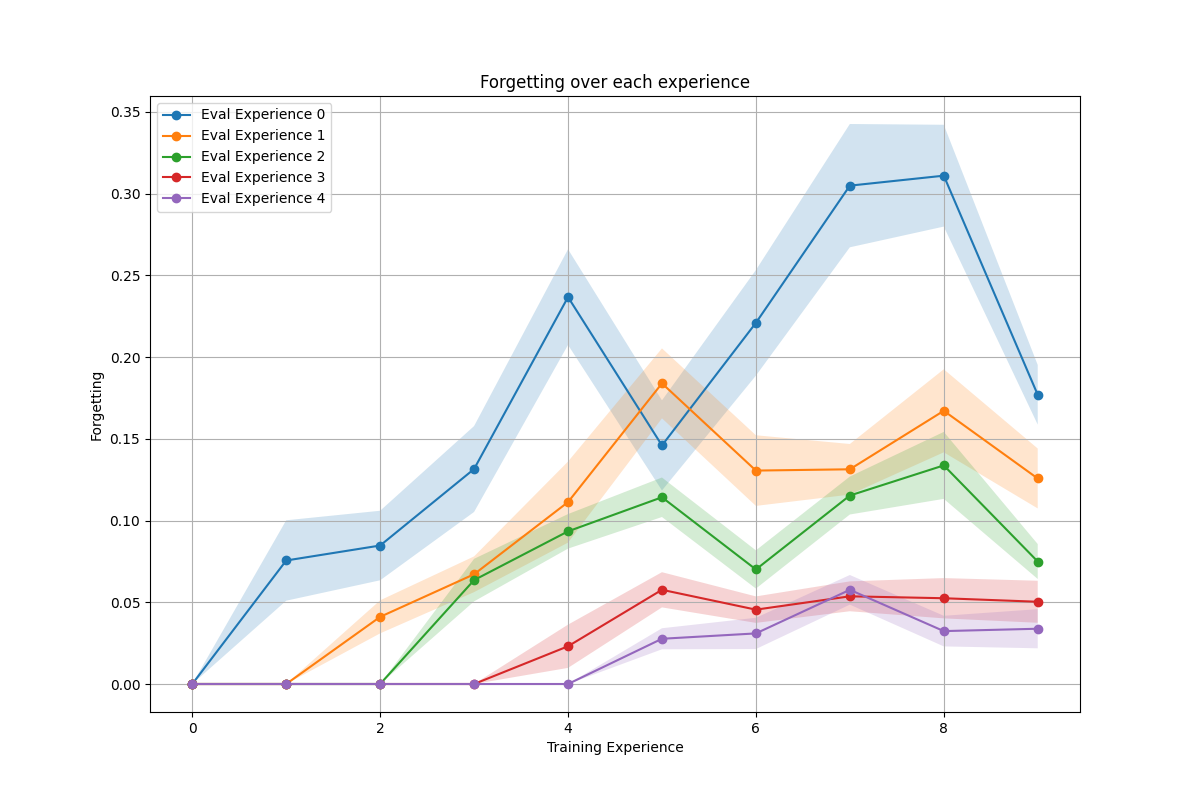 Forgetting over each experience
Eval Experience 0
Eval Experience 1
Eval Experience 2
Eval Experience 3
Eval Experience 4
0.35
0.30
0.25
0.20
0.15
0.10
0.05
0.00
Forgetting
0 2 4 6 8
Training Experience